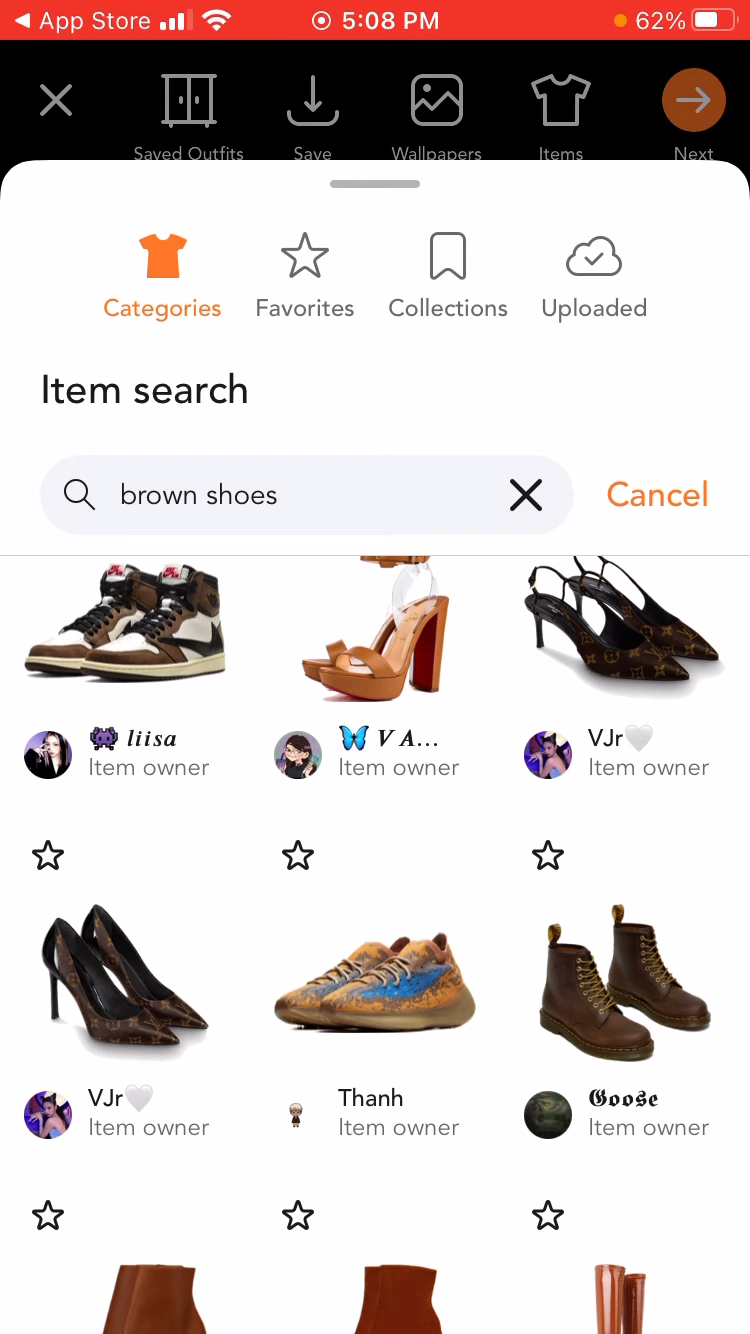 App Store
5:08 PM
62%
Saved Outfits
Save
Wallpapers
Items
Next
Categories
Favorites
Collections
Uploaded
Item search
brown shoes
Cancel
👾 𝒍𝒊𝒊𝒔𝒂
Item owner
🦋 𝑽 𝑨...
Item owner
VJr🤍
Item owner
VJr🤍
Item owner
Thanh
Item owner
𝕲𝖔𝖔𝖘𝖊
Item owner